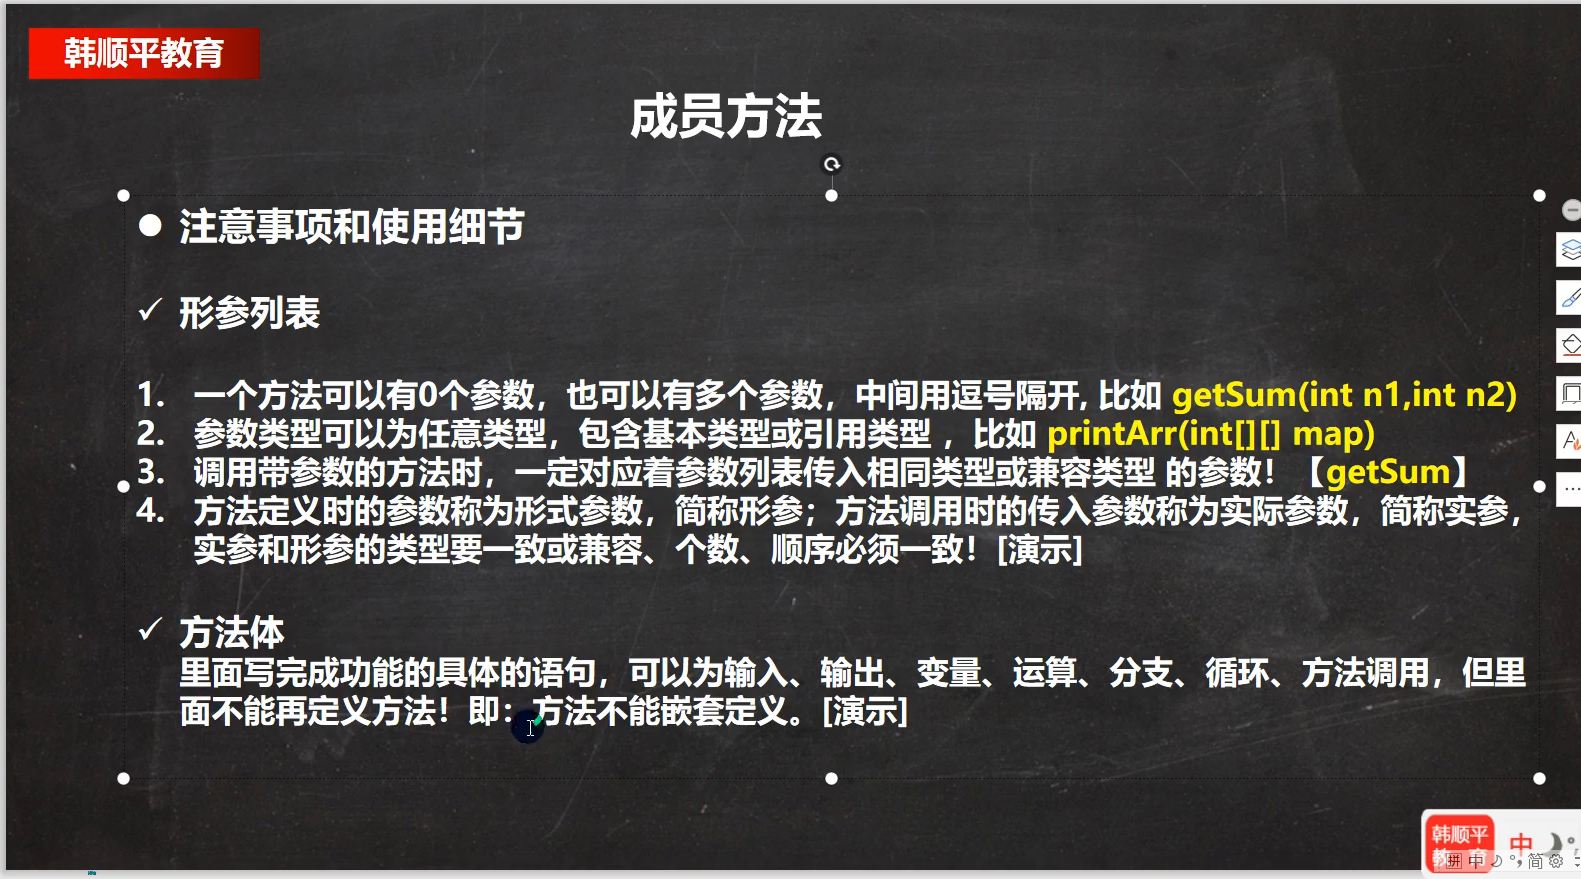 韩顺平教育
成员方法
● 注意事项和使用细节
✓ 形参列表
1. 一个方法可以有0个参数，也可以有多个参数，中间用逗号隔开, 比如 getSum(int n1,int n2)
2. 参数类型可以为任意类型，包含基本类型或引用类型 ，比如 printArr(int[][] map)
3. 调用带参数的方法时，一定对应着参数列表传入相同类型或兼容类型 的参数！【getSum】
4. 方法定义时的参数称为形式参数，简称形参；方法调用时的传入参数称为实际参数，简称实参，
实参和形参的类型要一致或兼容、个数、顺序必须一致！[演示]
✓ 方法体
里面写完成功能的具体的语句，可以为输入、输出、变量、运算、分支、循环、方法调用，但里
面不能再定义方法！即：方法不能嵌套定义。[演示]
韩顺平
中
中
简